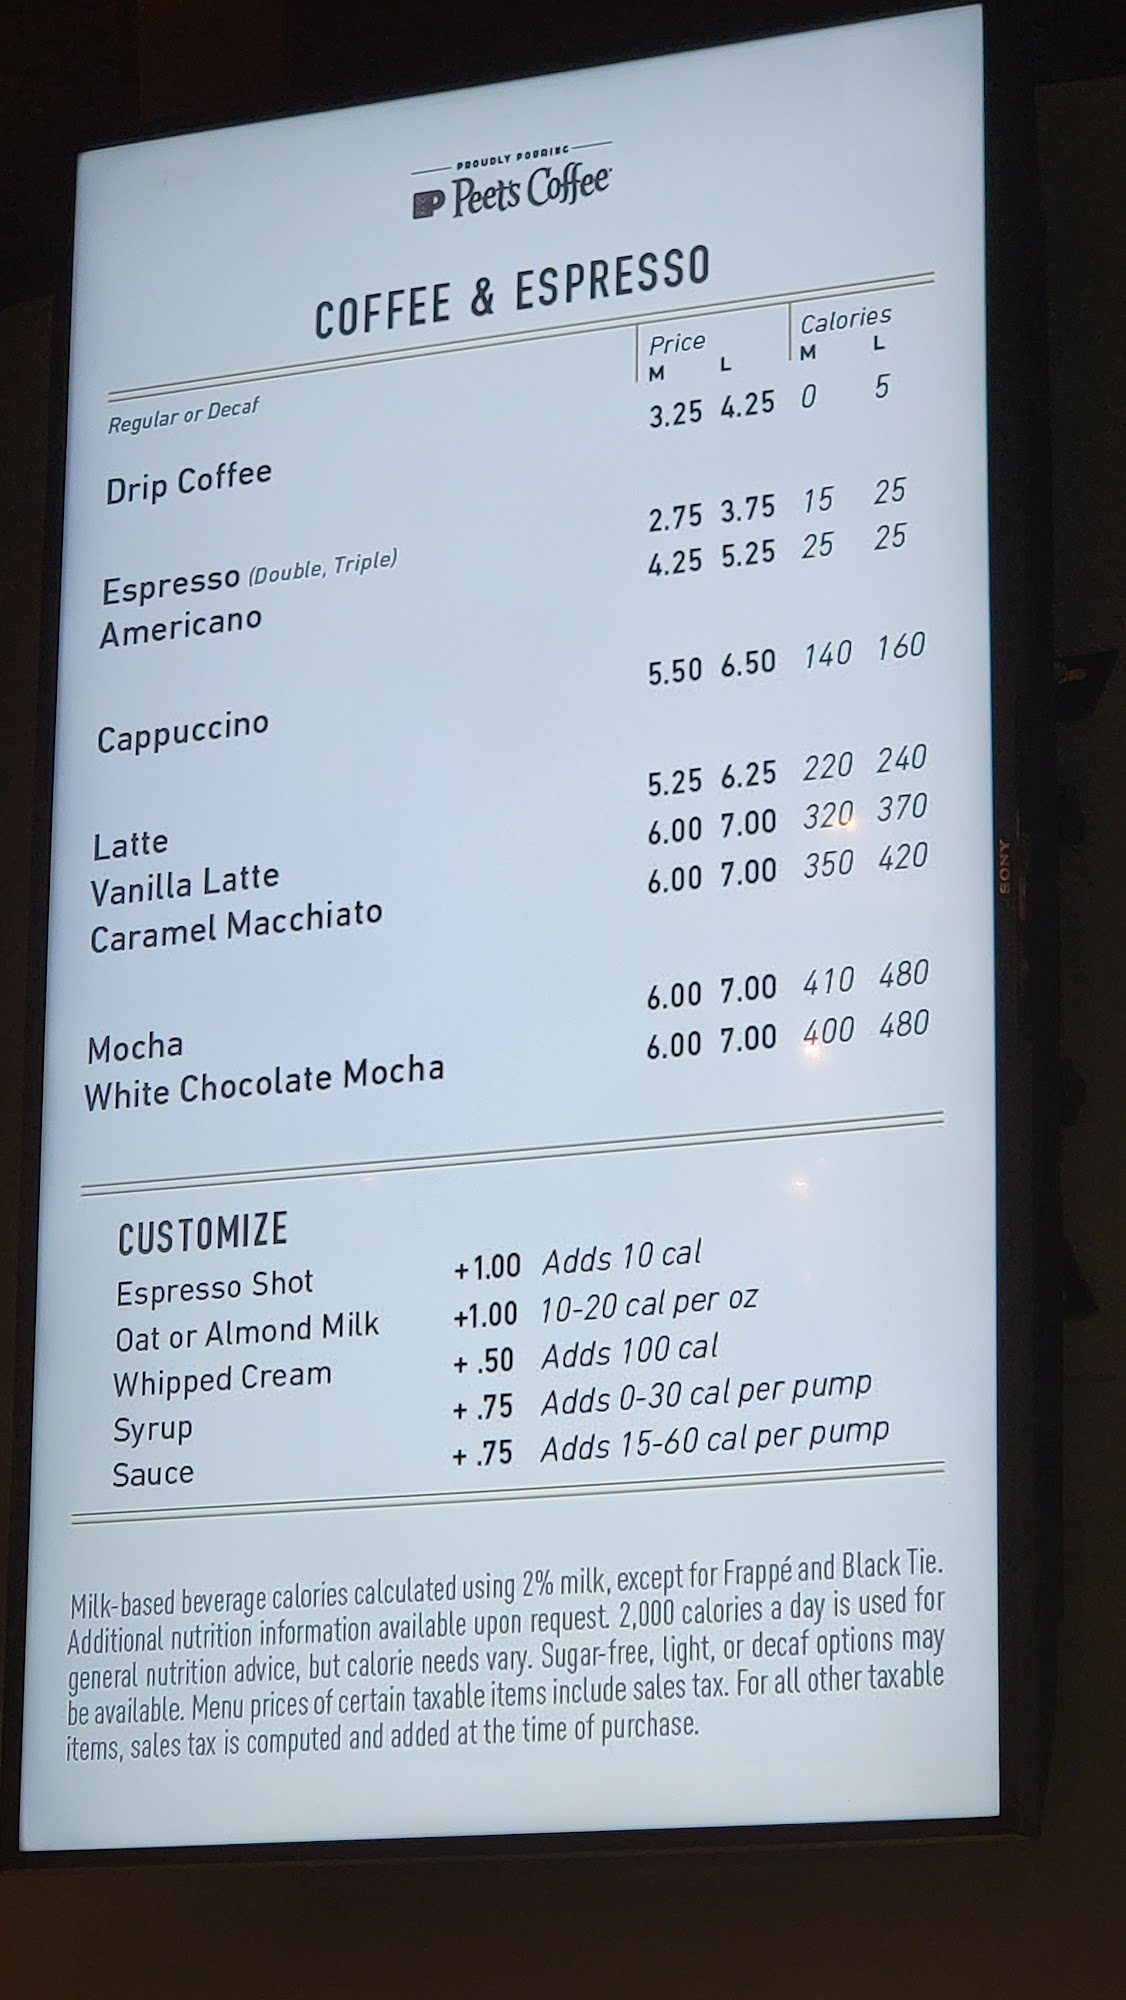 PROUDLY POURING
Peet's Coffee
COFFEE & ESPRESSO
Price Calories
Regular or Decaf M L M L
Drip Coffee 3.25 4.25 0 5
Espresso (Double, Triple) 2.75 3.75 15 25
Americano 4.25 5.25 25 25
Cappuccino 5.50 6.50 140 160
Latte 5.25 6.25 220 240
Vanilla Latte 6.00 7.00 320 370
Caramel Macchiato 6.00 7.00 350 420
Mocha 6.00 7.00 410 480
White Chocolate Mocha 6.00 7.00 400 480
CUSTOMIZE
Espresso Shot +1.00 Adds 10 cal
Oat or Almond Milk +1.00 10-20 cal per oz
Whipped Cream + .50 Adds 100 cal
Syrup + .75 Adds 0-30 cal per pump
Sauce + .75 Adds 15-60 cal per pump
Milk-based beverage calories calculated using 2% milk, except for Frappé and Black Tie.
Additional nutrition information available upon request. 2,000 calories a day is used for
general nutrition advice, but calorie needs vary. Sugar-free, light, or decaf options may
be available. Menu prices of certain taxable items include sales tax. For all other taxable
items, sales tax is computed and added at the time of purchase.
SONY